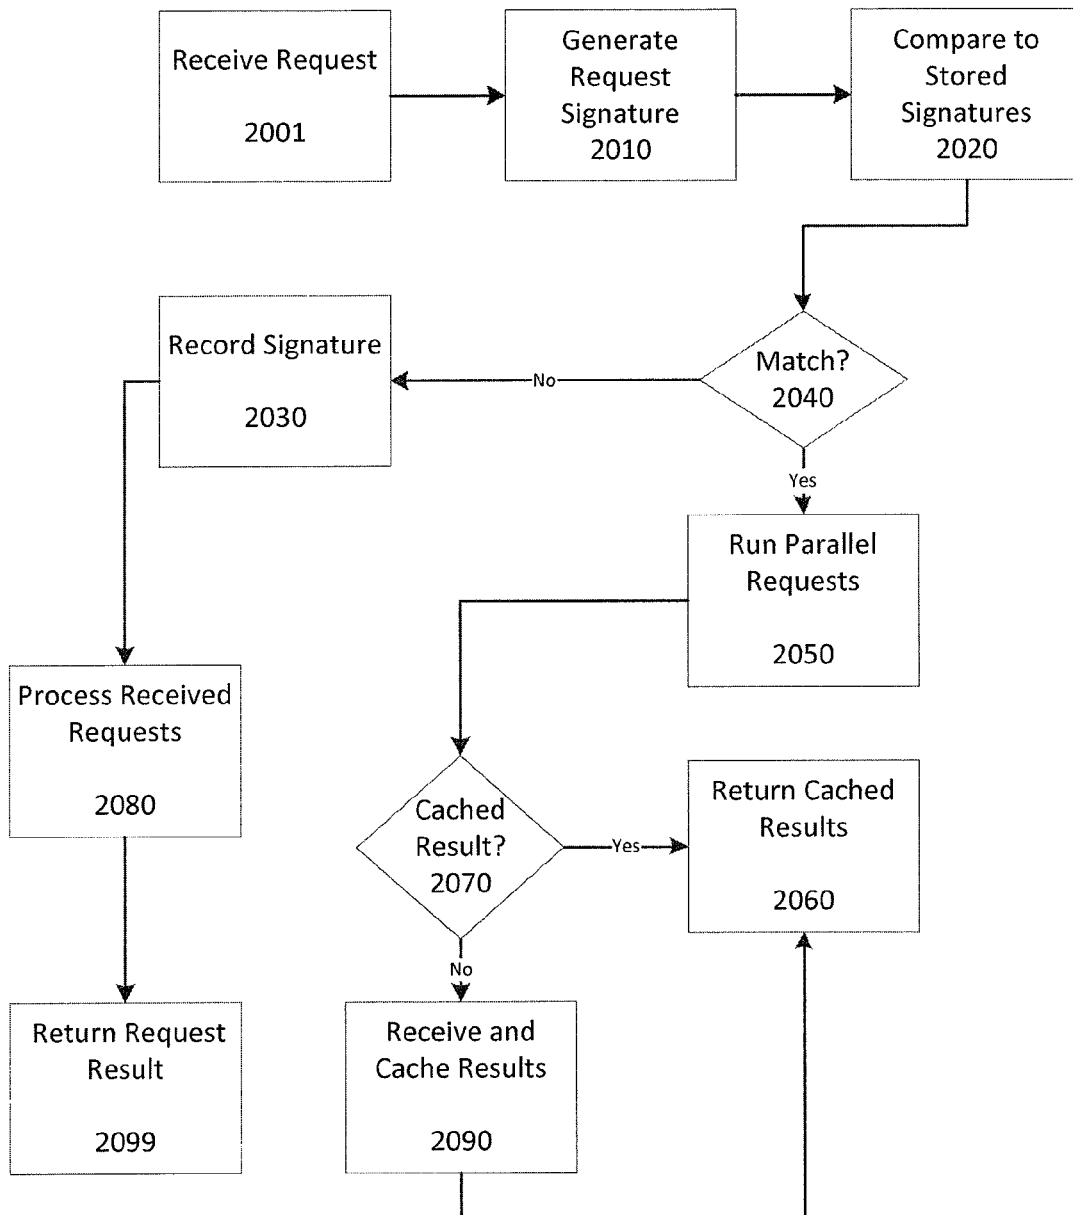 Receive Request
2001
Generate
Request
Signature
2010
Compare to
Stored
Signatures
2020
Match?
2040
No
Yes
Record Signature
2030
Run Parallel
Requests
2050
Process Received
Requests
2080
Cached
Result?
2070
Yes
No
Return Cached
Results
2060
Return Request
Result
2099
Receive and
Cache Results
2090